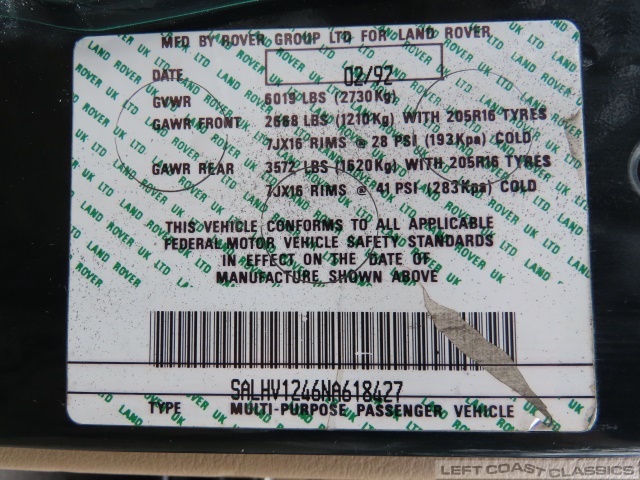 MFD BY ROVER GROUP LTD FOR LAND ROVER
DATE 02/92
GVWR 6019 LBS (2730Kg)
GAWR FRONT 2668 LBS (1210Kg) WITH 205R16 TYRES
7JX16 RIMS @ 28 PSI (193Kpa) COLD
GAWR REAR 3572 LBS (1620Kg) WITH 205R16 TYRES
7JX16 RIMS @ 41 PSI (283Kpa) COLD
THIS VEHICLE CONFORMS TO ALL APPLICABLE
FEDERAL MOTOR VEHICLE SAFETY STANDARDS
IN EFFECT ON THE DATE OF
MANUFACTURE SHOWN ABOVE
SALHV1246NA618427
TYPE MULTI-PURPOSE PASSENGER VEHICLE
LEFT COAST CLASSICS